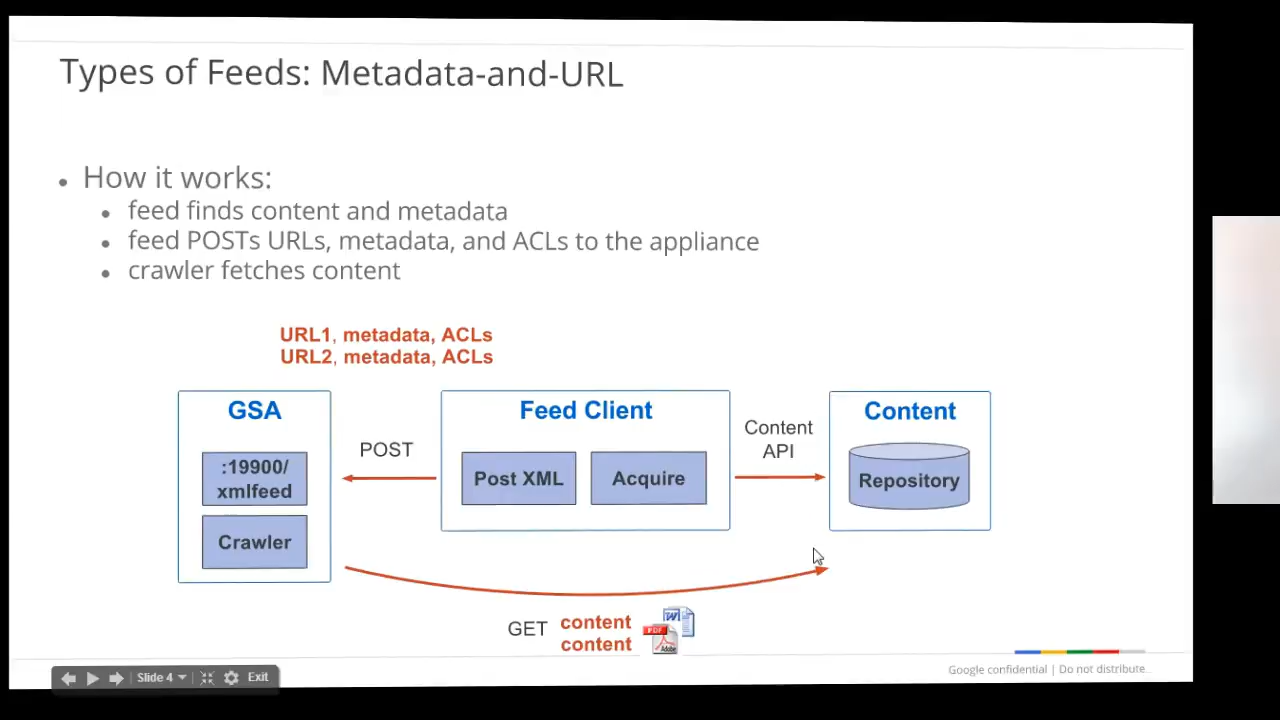 Types of Feeds: Metadata-and-URL
How it works:
feed finds content and metadata
feed POSTs URLs, metadata, and ACLs to the appliance
crawler fetches content
URL1, metadata, ACLs
URL2, metadata, ACLs
GSA
:19900/
xmlfeed
Crawler
POST
Feed Client
Post XML
Acquire
Content
API
Content
Repository
GET
content
content
W
PDF
Adobe
Google confidential | Do not distribute
Slide 4
Exit